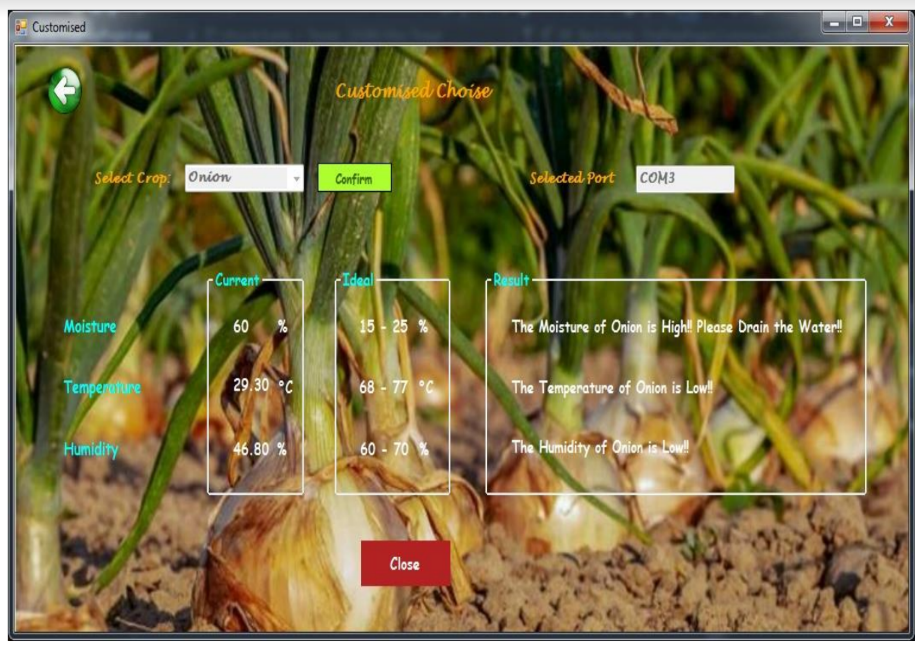 Customised
Customised Choise
Select Crop: Onion Confirm Selected Port COM3
Current Ideal Result
Moisture 60 % 15 - 25 % The Moisture of Onion is High!! Please Drain the Water!!
Temperature 29.30 °C 68 - 77 °C The Temperature of Onion is Low!!
Humidity 46.80 % 60 - 70 % The Humidity of Onion is Low!!
Close